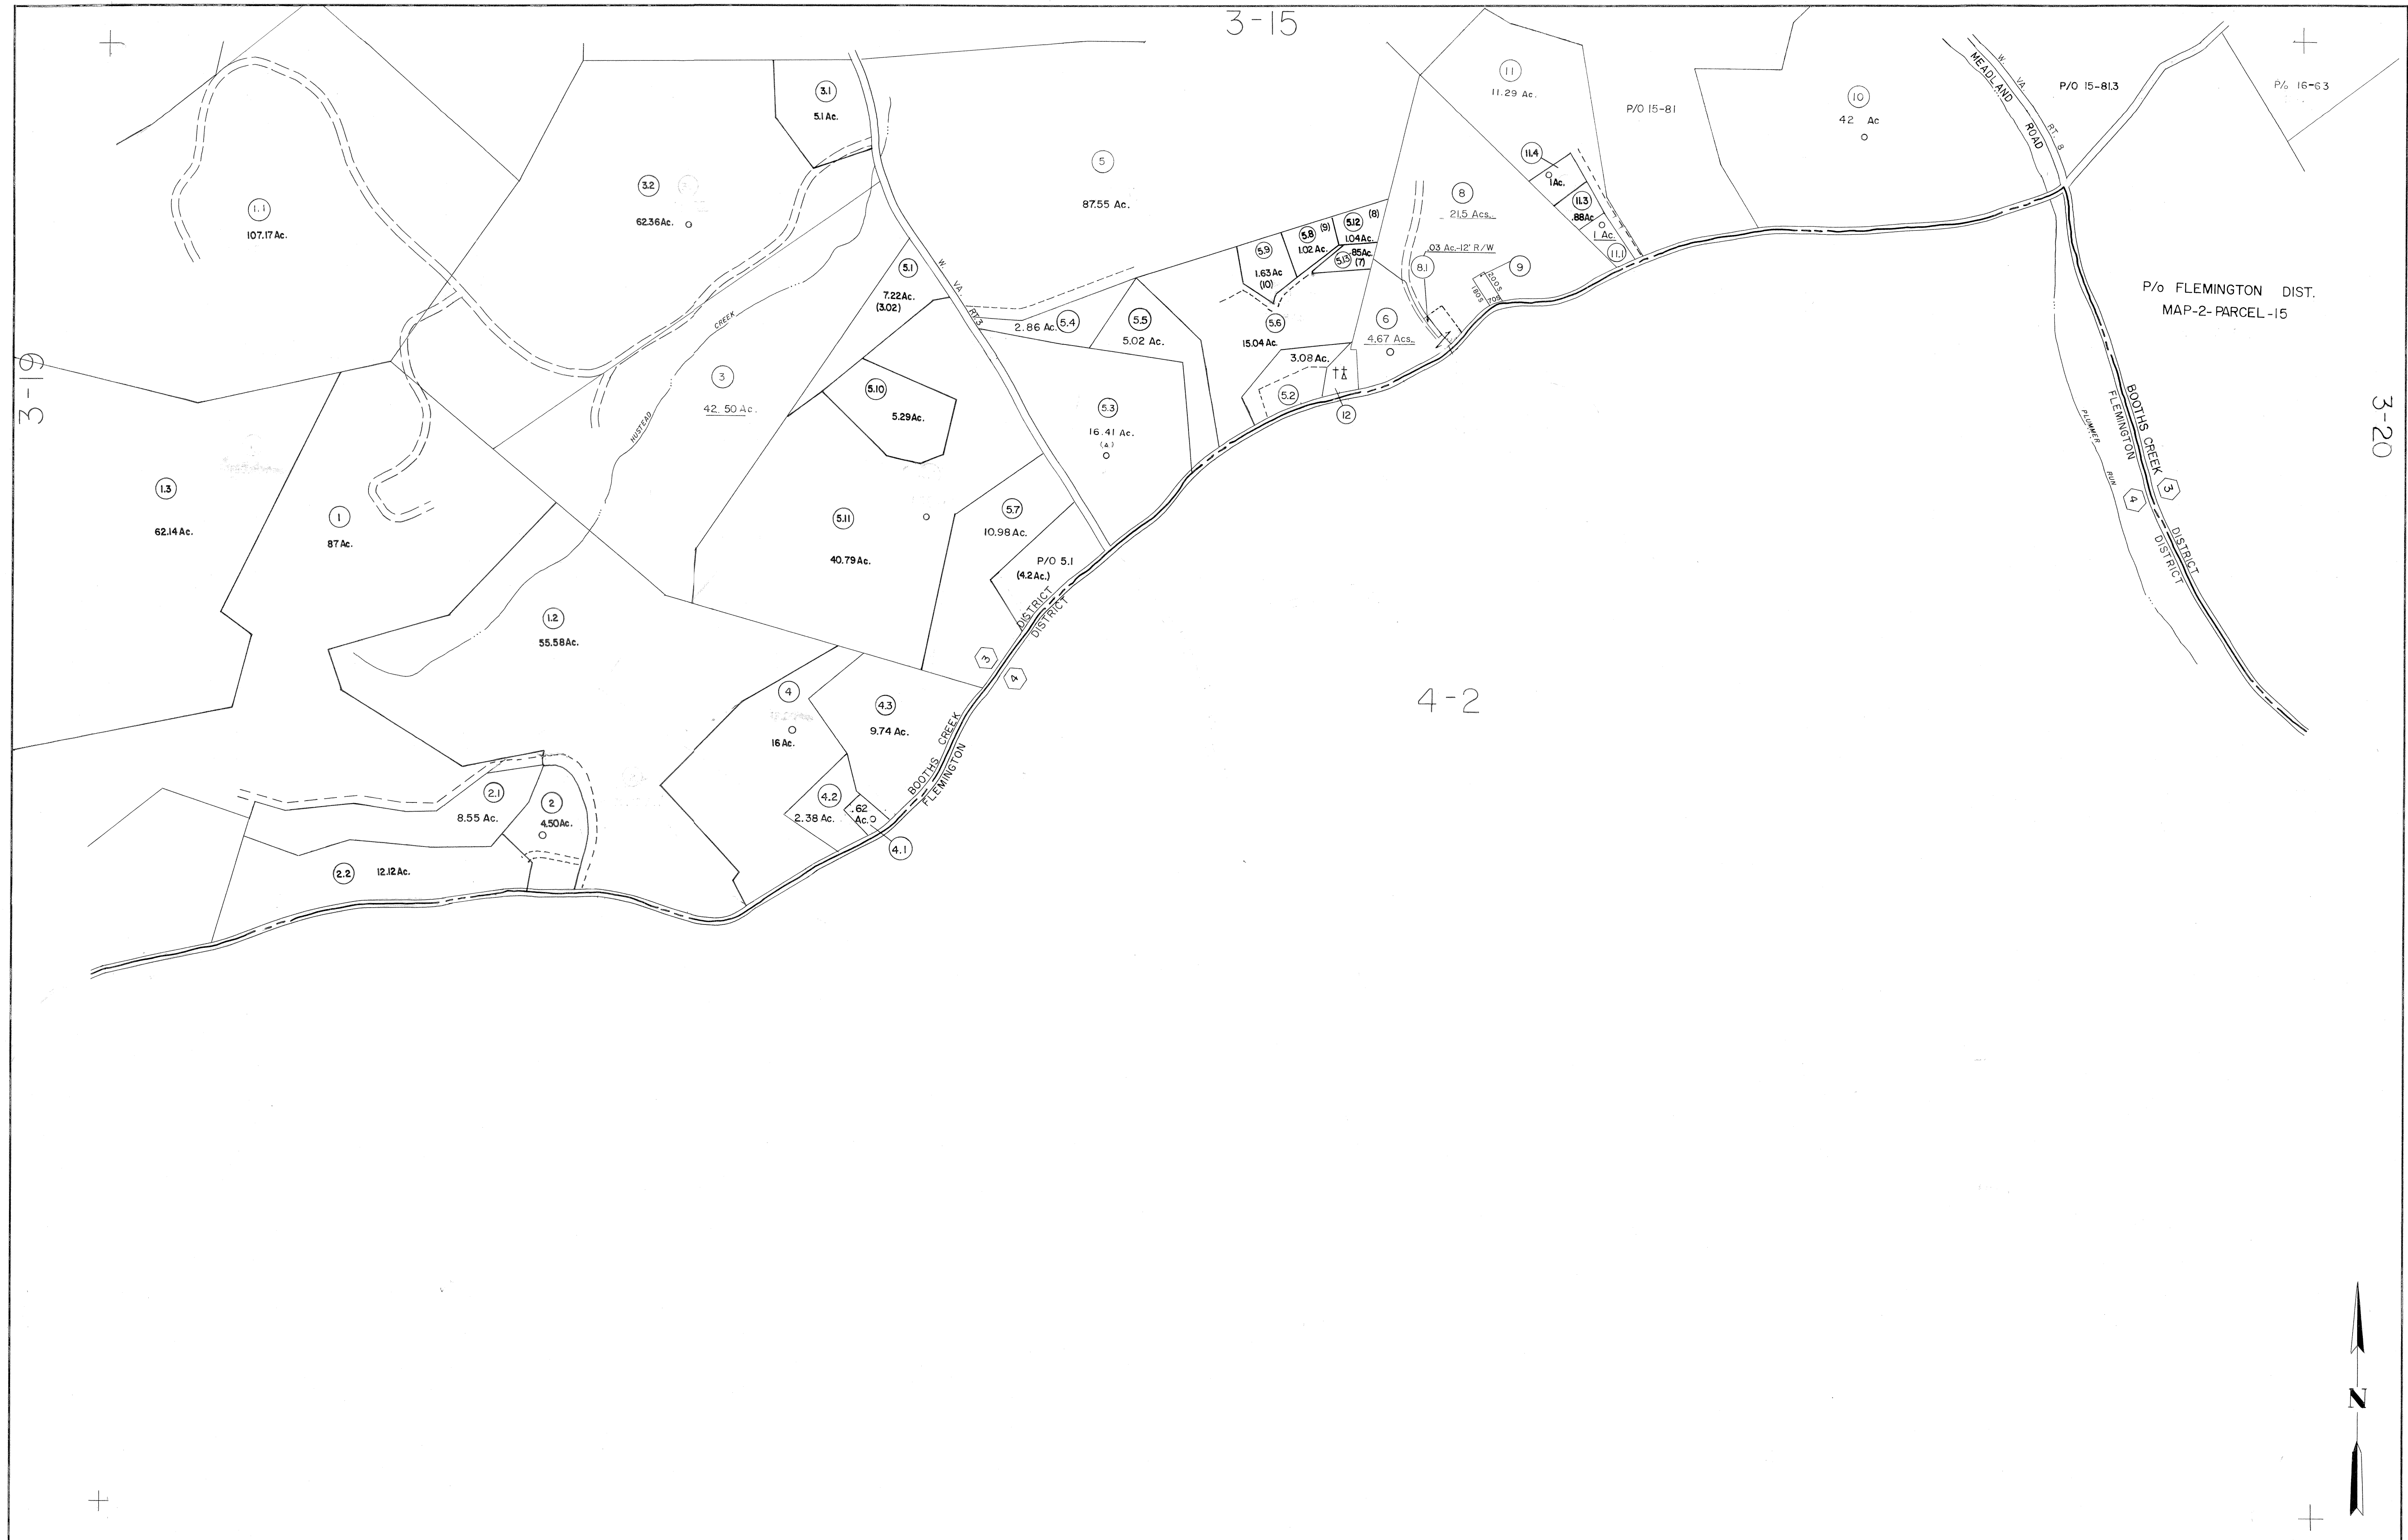 3-15
3-19
3-20
4-2
1.1
107.17 Ac.
3.2
62.36 Ac.
3.1
5.1 Ac.
5
87.55 Ac.
11
11.29 Ac.
P/O 15-81
10
42 Ac
W. VA. RT. 8
MEADLAND ROAD
P/O 15-81.3
P/o 16-63
11.4
1 Ac.
11.3
.88 Ac
1 Ac.
11.1
8
21.5 Acs.
.03 Ac.-12' R/W
8.1
9
200 S
180 S
70 S
5.12
(8)
1.04 Ac.
5.8
(9)
1.02 Ac.
5.13
.85 Ac.
(7)
5.9
1.63 Ac
(10)
5.1
7.22 Ac.
(3.02)
W. VA. RT. 3
2.86 Ac.
5.4
5.5
5.02 Ac.
5.6
15.04 Ac.
6
4.67 Acs.
3.08 Ac.
5.2
12
P/o FLEMINGTON DIST.
MAP-2-PARCEL-15
HUSTEAD CREEK
3
42.50 Ac.
5.10
5.29 Ac.
5.3
16.41 Ac.
(A)
PLUMMER RUN
BOOTHS CREEK DISTRICT
FLEMINGTON DISTRICT
3
4
1.3
62.14 Ac.
1
87 Ac.
5.11
40.79 Ac.
5.7
10.98 Ac.
P/O 5.1
(4.2 Ac.)
1.2
55.58 Ac.
BOOTHS CREEK DISTRICT
FLEMINGTON DISTRICT
3
4
4
16 Ac.
4.3
9.74 Ac.
4.2
2.38 Ac.
.62
Ac.
4.1
2.1
8.55 Ac.
2
4.50 Ac.
2.2
12.12 Ac.
N